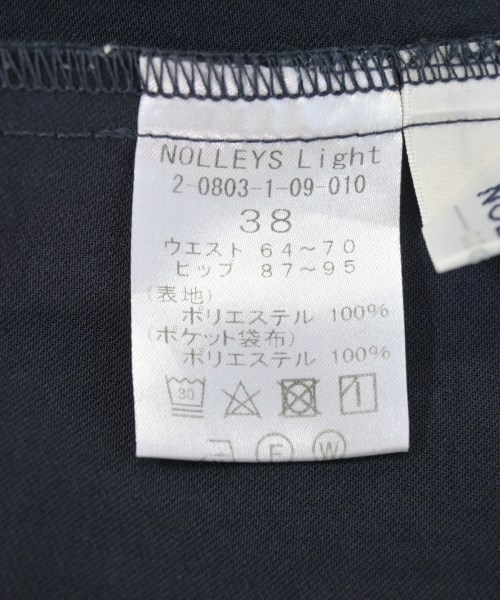 NOLLEYS Light
2-0803-1-09-010
38
ウエスト 64～70
ヒップ 87～95
(表地)
ポリエステル 100%
(ポケット袋布)
ポリエステル 100%
30
F W